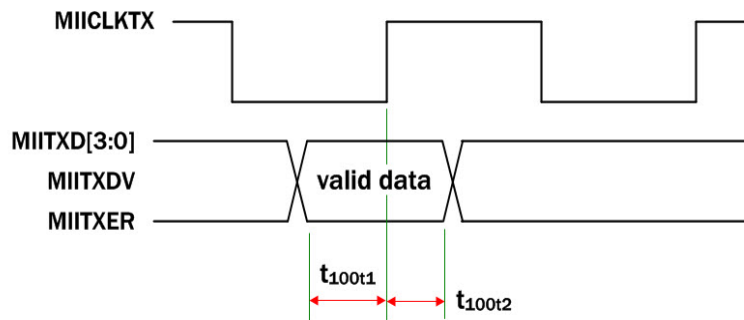 MIICLKTX
MIITXD[3:0]
MIITXDV
valid data
MIITXER
t100t1
t100t2